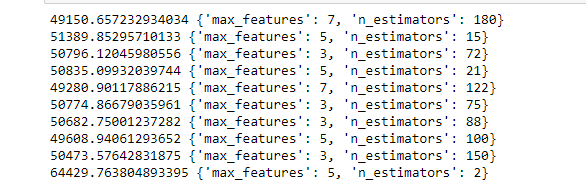 49150.657232934034 {'max_features': 7, 'n_estimators': 180}
51389.85295710133 {'max_features': 5, 'n_estimators': 15}
50796.12045980556 {'max_features': 3, 'n_estimators': 72}
50835.09932039744 {'max_features': 5, 'n_estimators': 21}
49280.90117886215 {'max_features': 7, 'n_estimators': 122}
50774.86679035961 {'max_features': 3, 'n_estimators': 75}
50682.75001237282 {'max_features': 3, 'n_estimators': 88}
49608.94061293652 {'max_features': 5, 'n_estimators': 100}
50473.57642831875 {'max_features': 3, 'n_estimators': 150}
64429.763804893395 {'max_features': 5, 'n_estimators': 2}